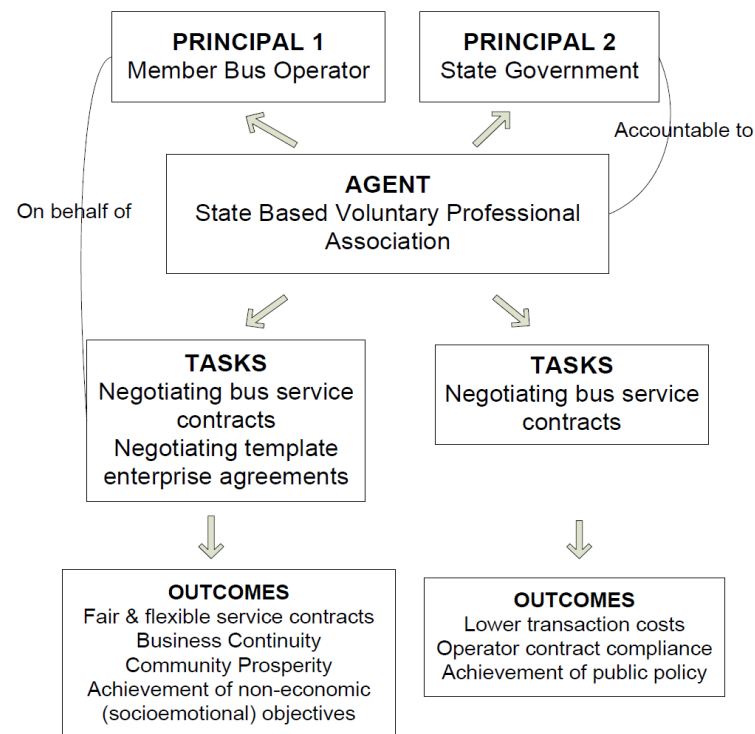 PRINCIPAL 1
Member Bus Operator
PRINCIPAL 2
State Government
Accountable to
AGENT
State Based Voluntary Professional
Association
On behalf of
TASKS
Negotiating bus service
contracts
Negotiating template
enterprise agreements
TASKS
Negotiating bus service
contracts
OUTCOMES
Fair & flexible service contracts
Business Continuity
Community Prosperity
Achievement of non-economic
(socioemotional) objectives
OUTCOMES
Lower transaction costs
Operator contract compliance
Achievement of public policy